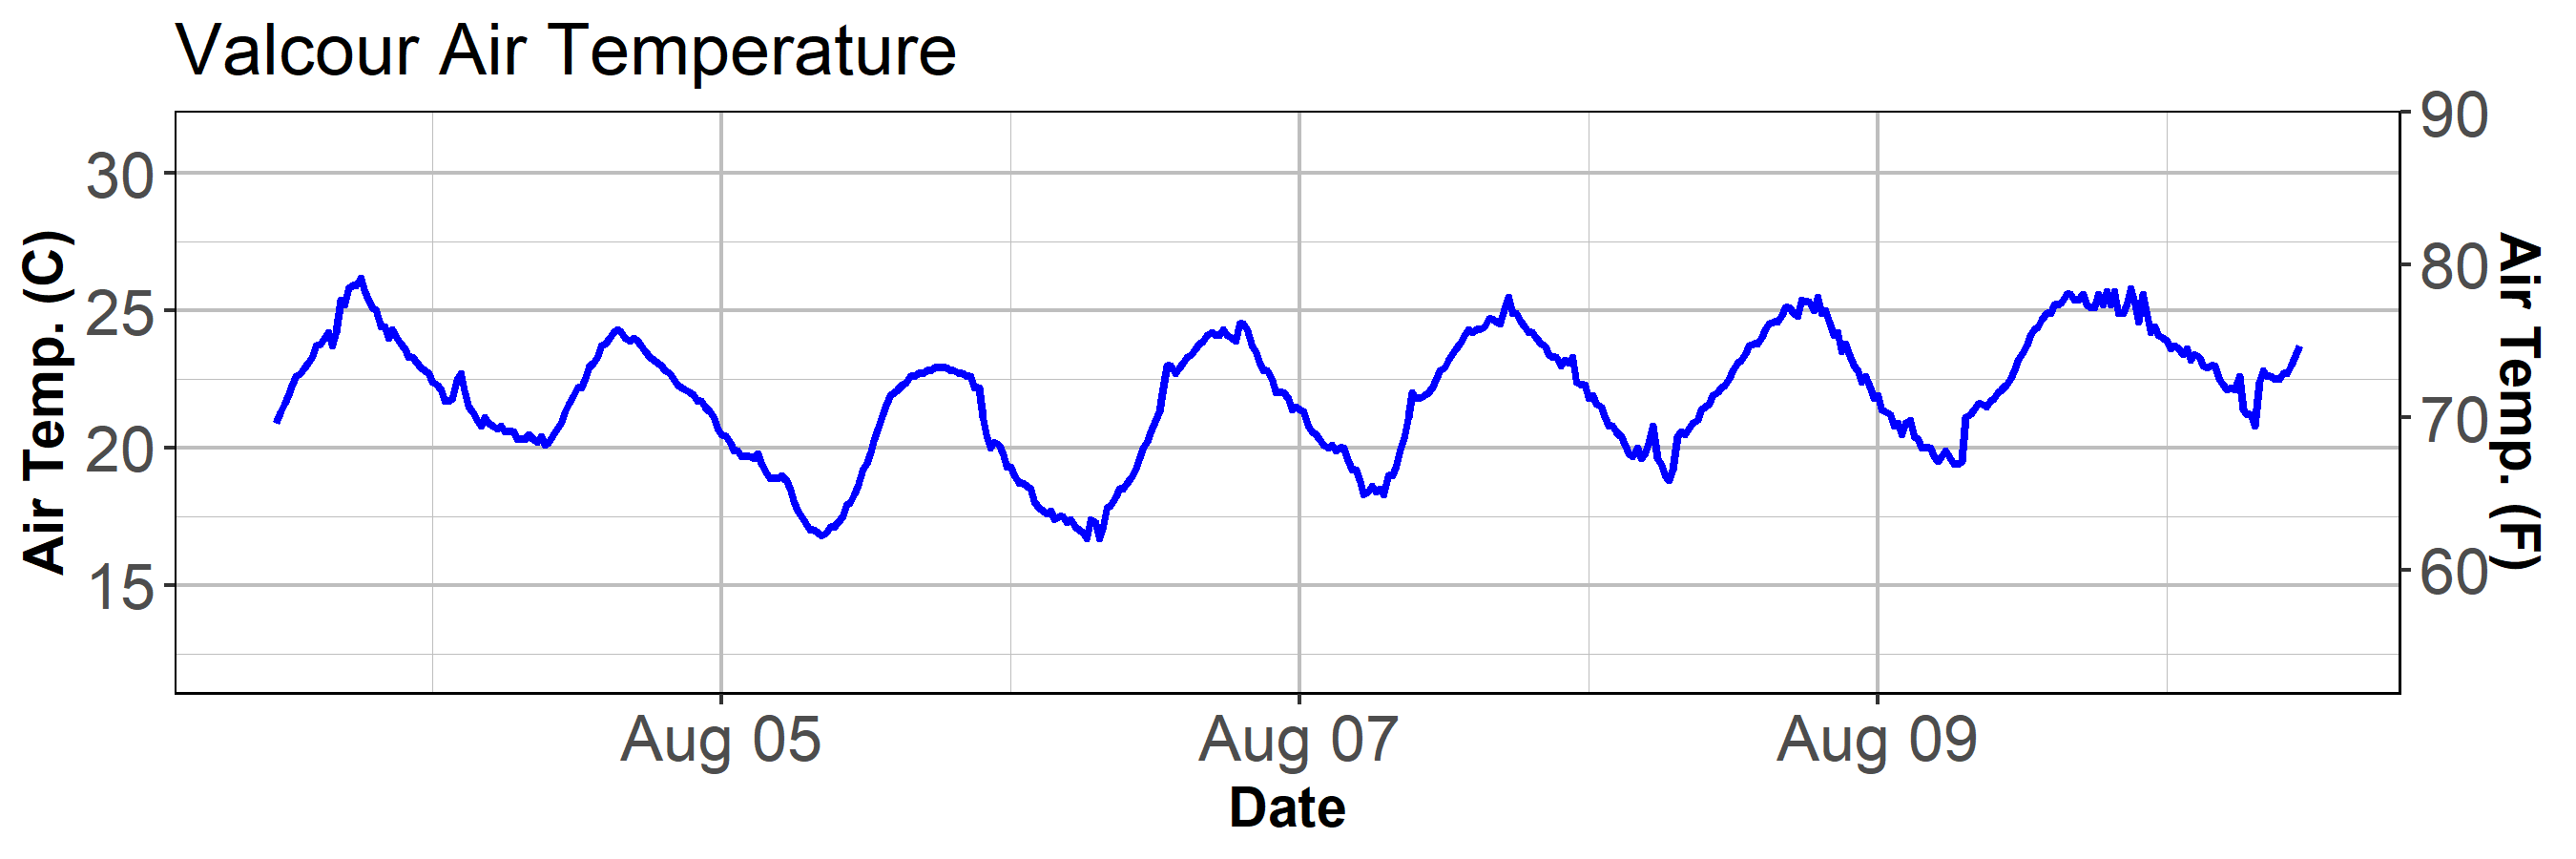 Valcour Air Temperature
Air Temp. (C)
30
25
20
15
90
80
70
60
Air Temp. (F)
Aug 05
Aug 07
Aug 09
Date